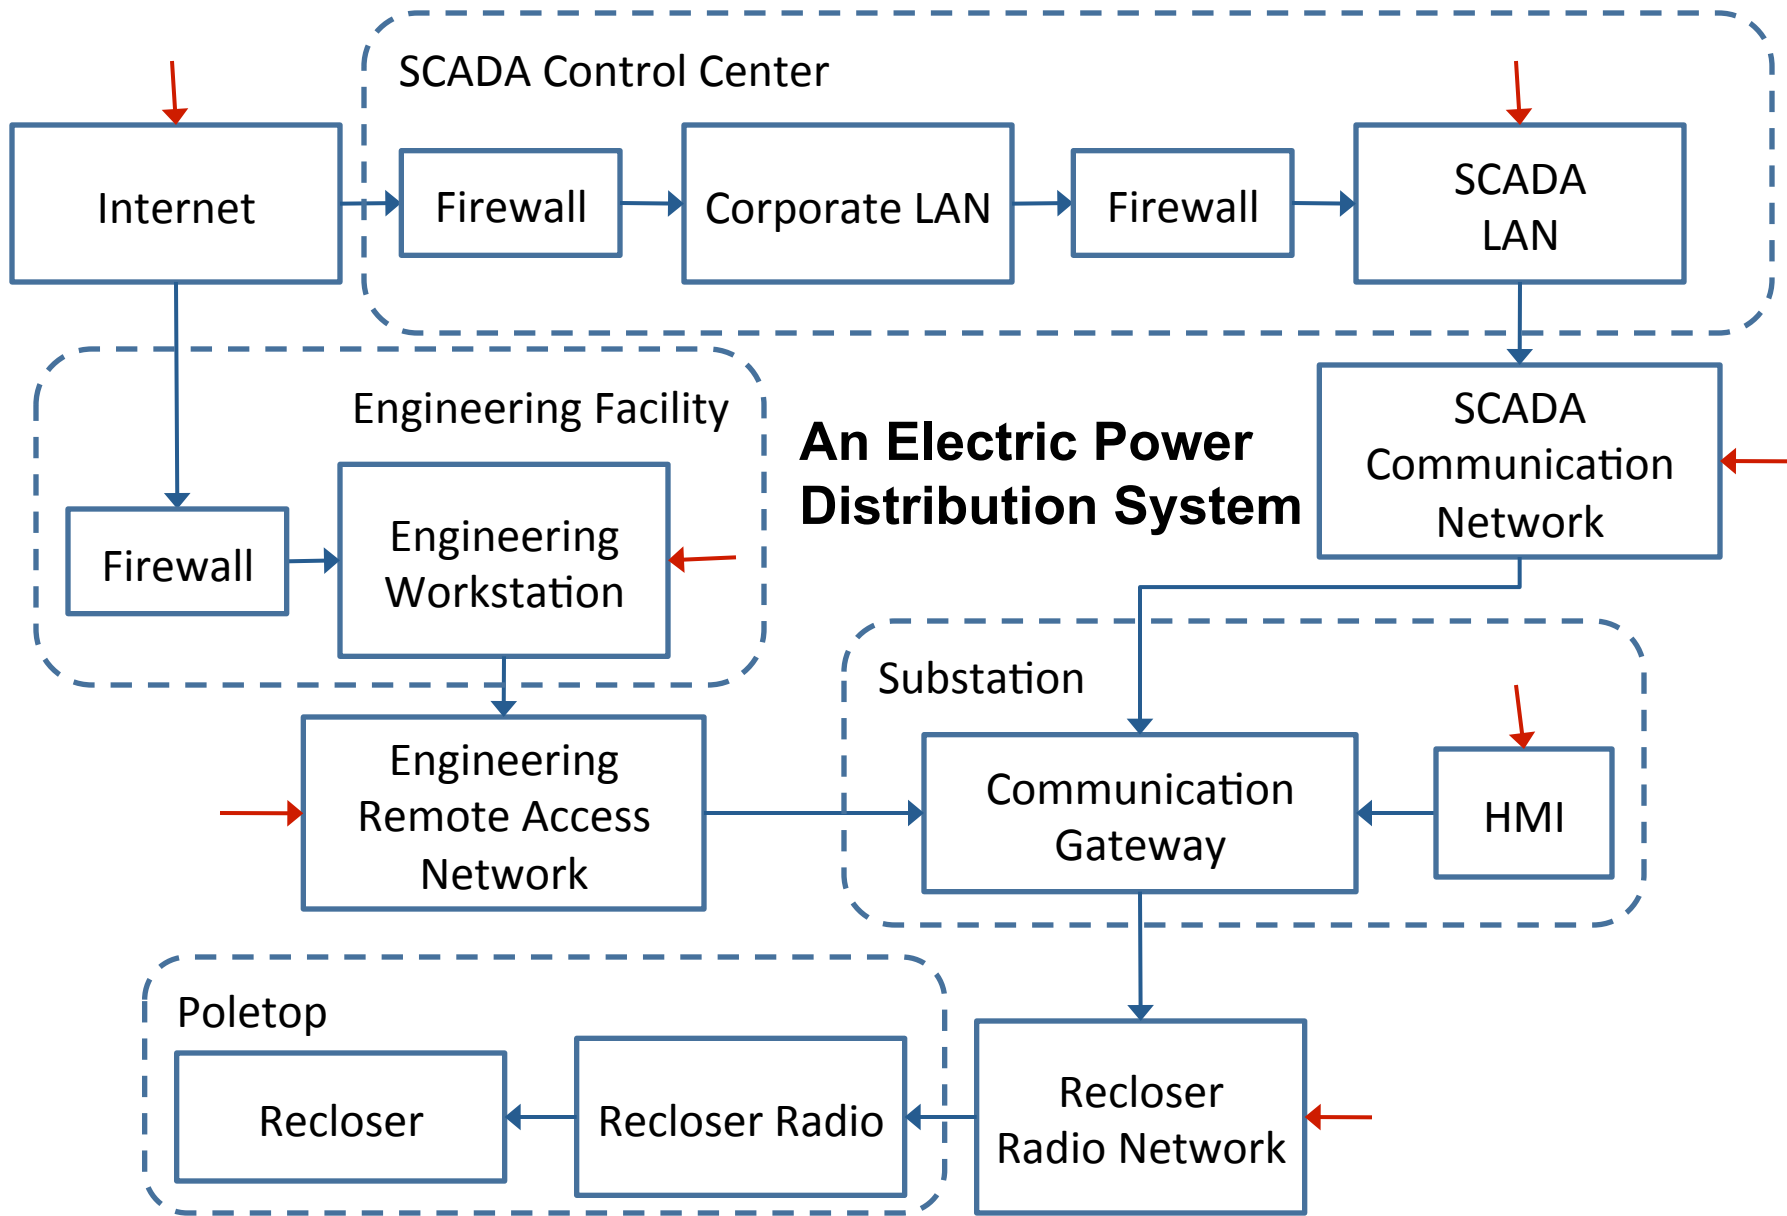 SCADA Control Center
Internet
Firewall
Corporate LAN
Firewall
SCADA
LAN
Engineering Facility
An Electric Power
Distribution System
SCADA
Communication
Network
Firewall
Engineering
Workstation
Substation
Engineering
Remote Access
Network
Communication
Gateway
HMI
Poletop
Recloser
Recloser Radio
Recloser
Radio Network